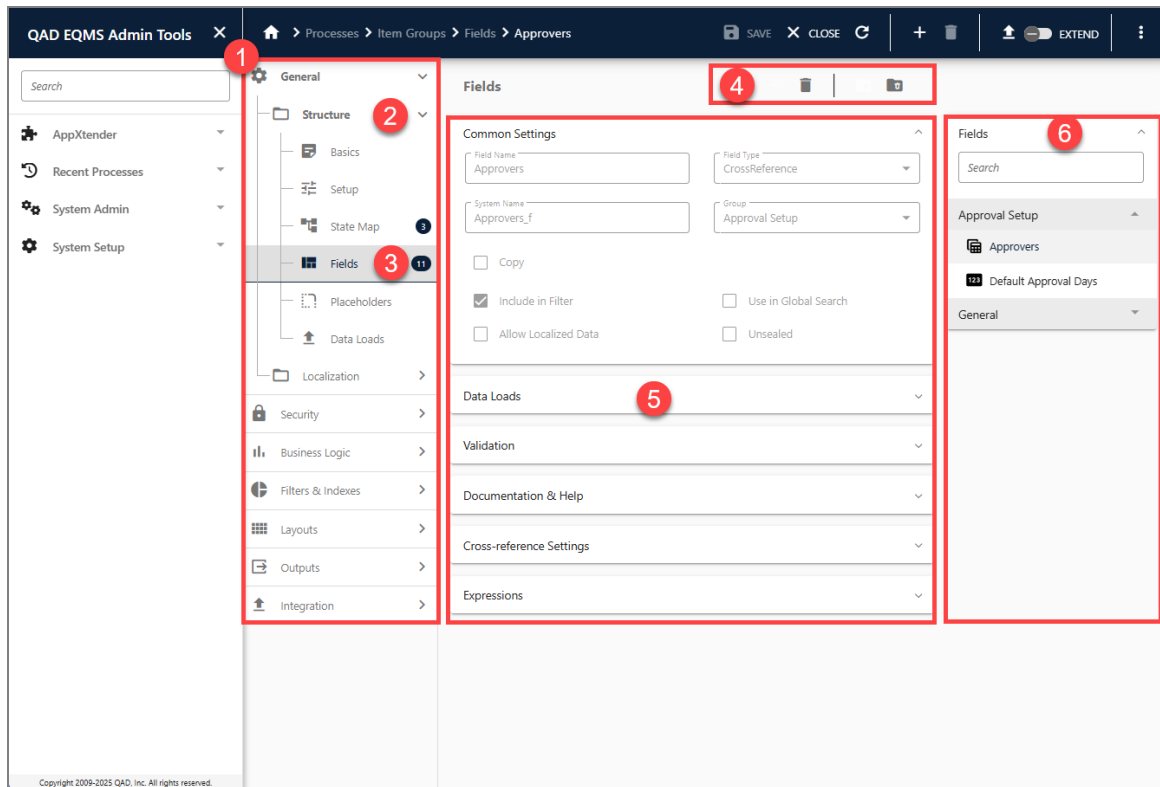 QAD EQMS Admin Tools
Processes Item Groups Fields Approvers
SAVE CLOSE EXTEND
Search
AppXtender
Recent Processes
System Admin
System Setup
Copyright 2009-2025 QAD, Inc. All rights reserved.
1
General
Structure 2
Basics
Setup
State Map 3
Fields 3 11
Placeholders
Data Loads
Localization
Security
Business Logic
Filters & Indexes
Layouts
Outputs
Integration
Fields
4
Common Settings
Field Name
Approvers
Field Type
CrossReference
System Name
Approvers_f
Group
Approval Setup
Copy
Include in Filter
Use in Global Search
Allow Localized Data
Unsealed
Data Loads
5
Validation
Documentation & Help
Cross-reference Settings
Expressions
Fields 6
Search
Approval Setup
Approvers
123 Default Approval Days
General